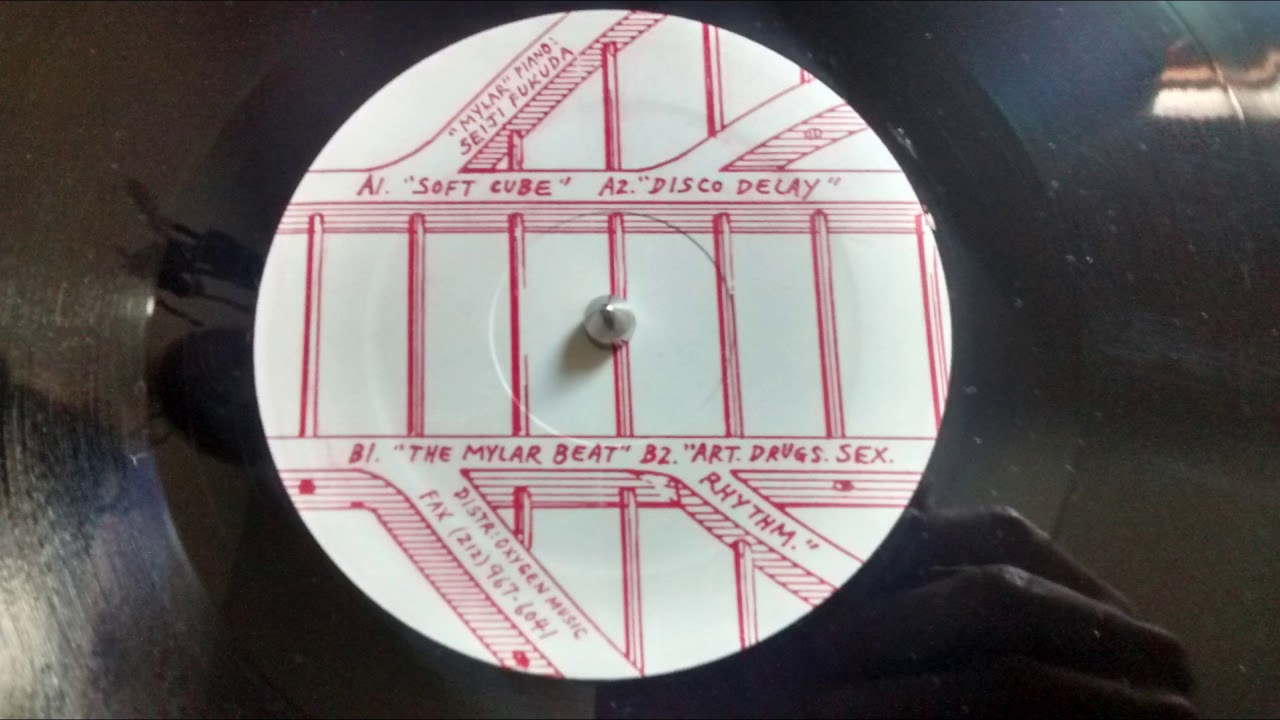 "MYLAR" PIANO:
SEIJI FUKUDA
A1. "SOFT CUBE" A2. "DISCO DELAY"
B1. "THE MYLAR BEAT" B2. "ART. DRUGS. SEX.
RHYTHM."
DISTR: OXYGEN MUSIC
FAX (212) 967-6041